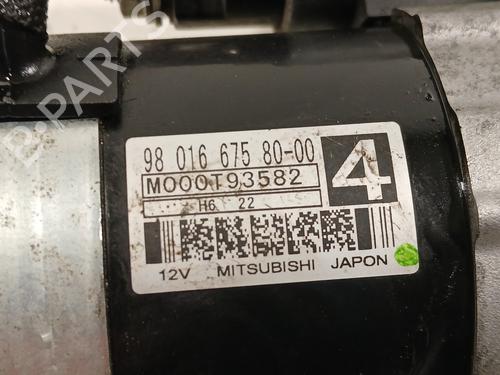 98 016 675 80-00
M000T93582
4
H6 22
12V MITSUBISHI JAPON
B-PARTS